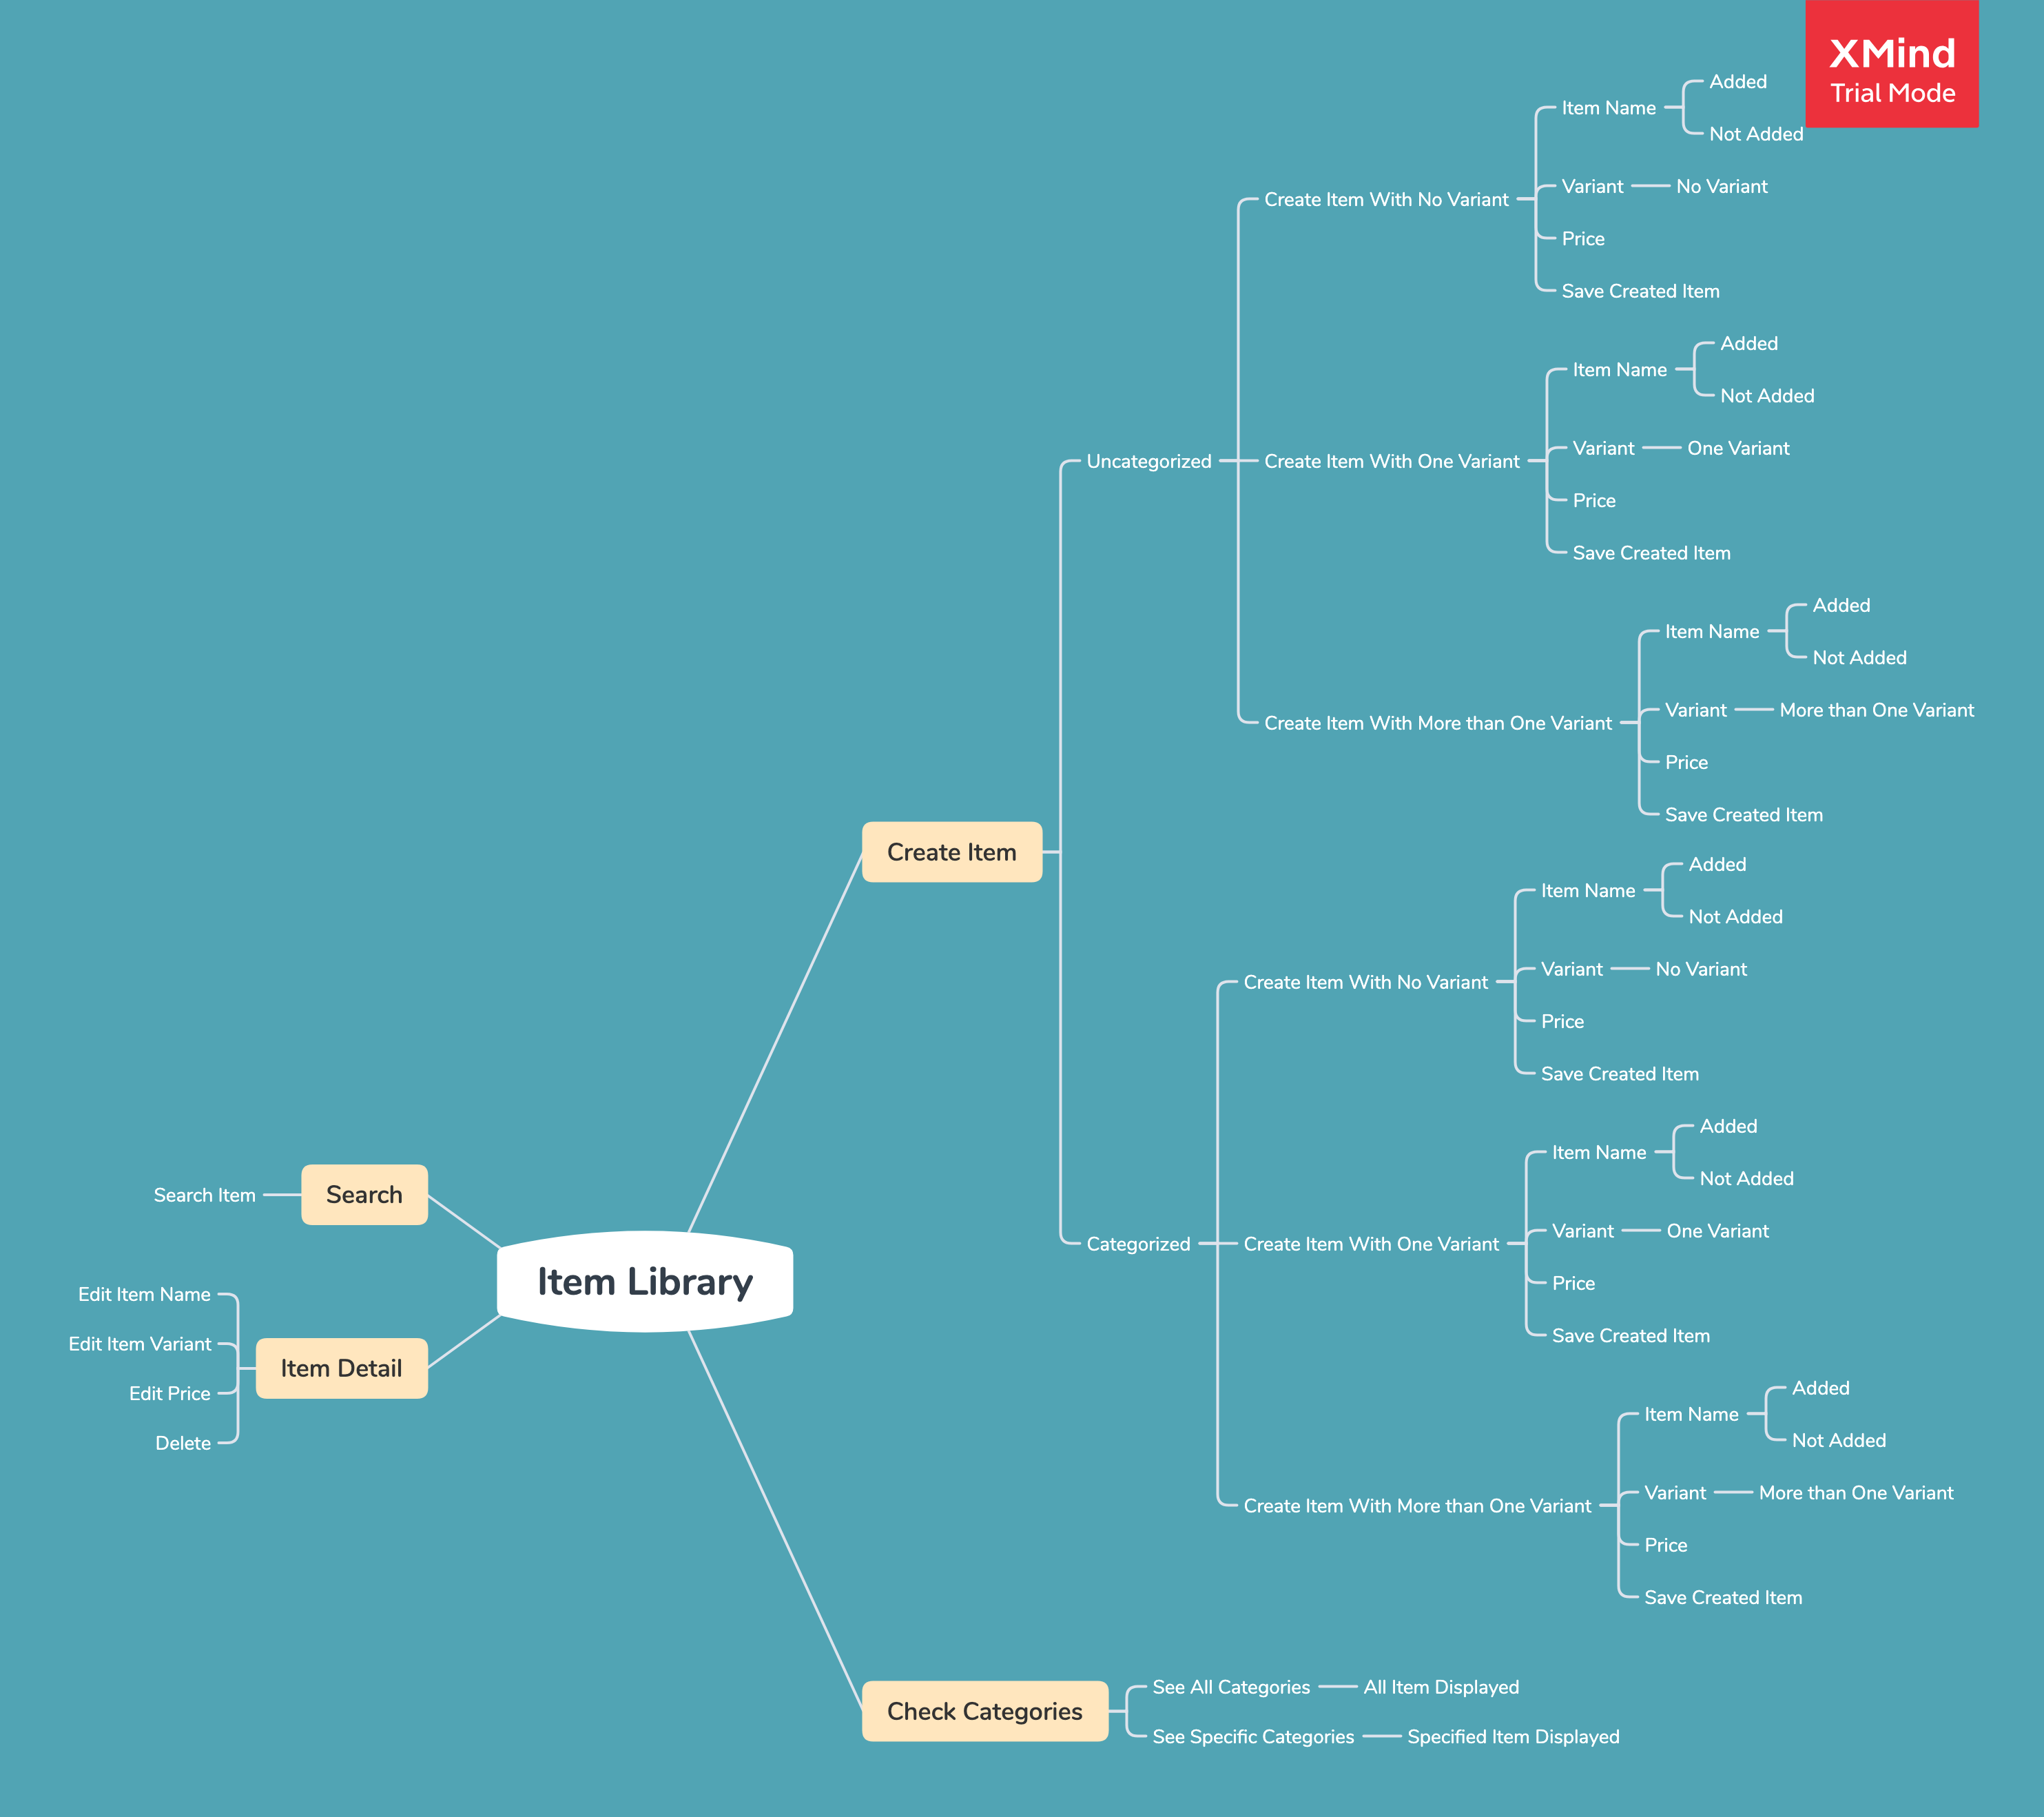 XMind
Trial Mode
Item Library
Create Item
Uncategorized
Create Item With No Variant
Item Name
Added
Not Added
Variant
No Variant
Price
Save Created Item
Create Item With One Variant
Item Name
Added
Not Added
Variant
One Variant
Price
Save Created Item
Create Item With More than One Variant
Item Name
Added
Not Added
Variant
More than One Variant
Price
Save Created Item
Categorized
Create Item With No Variant
Item Name
Added
Not Added
Variant
No Variant
Price
Save Created Item
Create Item With One Variant
Item Name
Added
Not Added
Variant
One Variant
Price
Save Created Item
Create Item With More than One Variant
Item Name
Added
Not Added
Variant
More than One Variant
Price
Save Created Item
Check Categories
See All Categories
All Item Displayed
See Specific Categories
Specified Item Displayed
Search
Search Item
Item Detail
Edit Item Name
Edit Item Variant
Edit Price
Delete